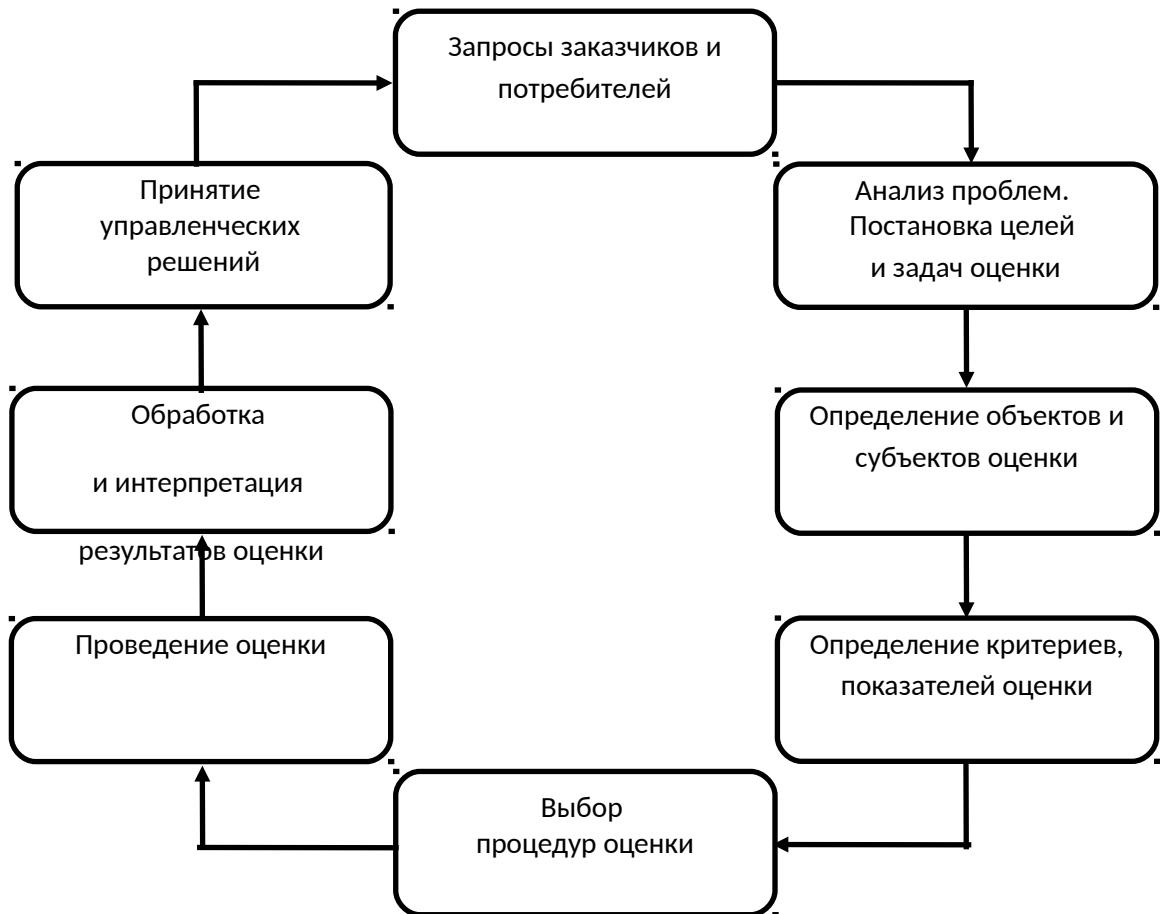 Запросы заказчиков и
потребителей
Анализ проблем.
Постановка целей
и задач оценки
Определение объектов и
субъектов оценки
Определение критериев,
показателей оценки
Выбор
процедур оценки
Проведение оценки
Обработка
и интерпретация
результатов оценки
Принятие
управленческих
решений